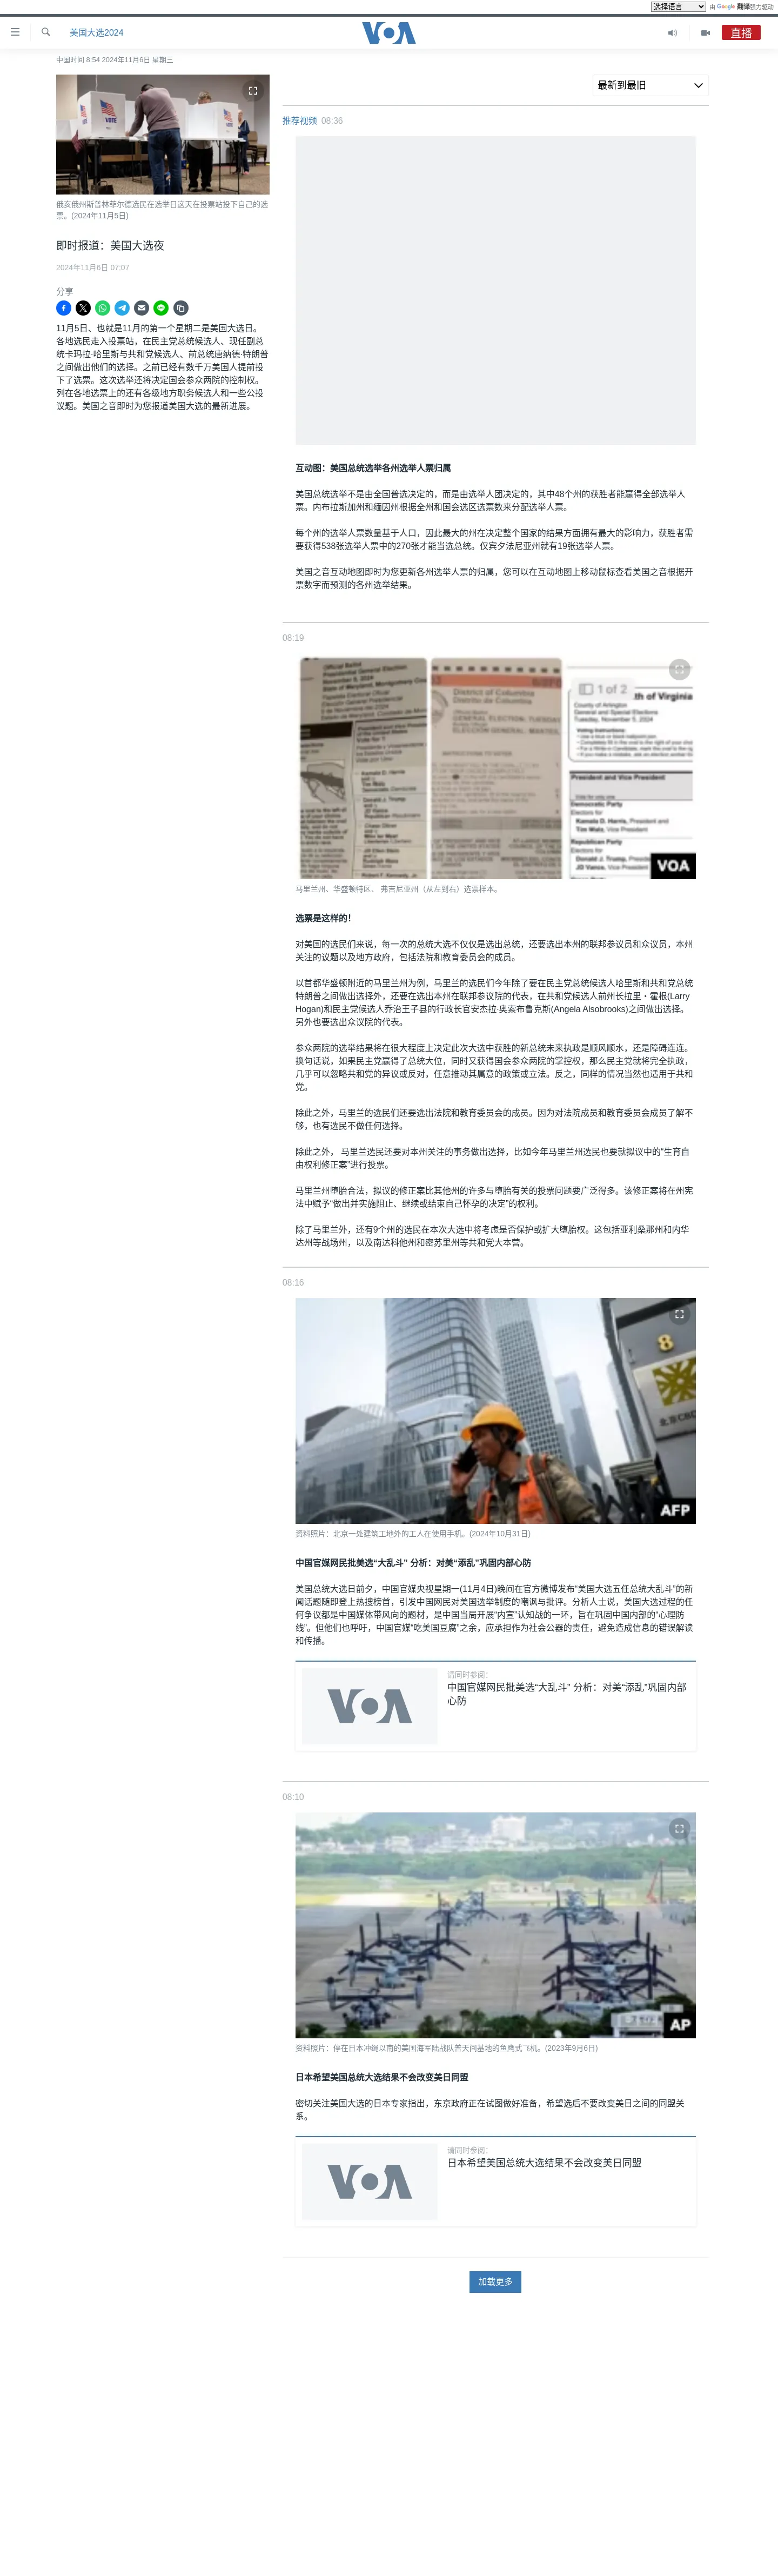 选择语言 由 Google 翻译强力驱动
美国大选2024
VOA
直播
中国时间 8:54 2024年11月6日 星期三
俄亥俄州斯普林菲尔德选民在选举日这天在投票站投下自己的选
票。(2024年11月5日)
即时报道：美国大选夜
2024年11月6日 07:07
分享
11月5日、也就是11月的第一个星期二是美国大选日。
各地选民走入投票站，在民主党总统候选人、现任副总
统卡玛拉·哈里斯与共和党候选人、前总统唐纳德·特朗普
之间做出他们的选择。之前已经有数千万美国人提前投
下了选票。这次选举还将决定国会参众两院的控制权。
列在各地选票上的还有各级地方职务候选人和一些公投
议题。美国之音即时为您报道美国大选的最新进展。
最新到最旧
推荐视频 08:36
互动图：美国总统选举各州选举人票归属
美国总统选举不是由全国普选决定的，而是由选举人团决定的，其中48个州的获胜者能赢得全部选举人
票。内布拉斯加州和缅因州根据全州和国会选区选票数来分配选举人票。
每个州的选举人票数量基于人口，因此最大的州在决定整个国家的结果方面拥有最大的影响力，获胜者需
要获得538张选举人票中的270张才能当选总统。仅宾夕法尼亚州就有19张选举人票。
美国之音互动地图即时为您更新各州选举人票的归属，您可以在互动地图上移动鼠标查看美国之音根据开
票数字而预测的各州选举结果。
08:19
Official Ballot
Presidential General Election
November 5, 2024
State of Maryland, Montgomery
District of Columbia
GENERAL ELECTION: TUESDAY
1 of 2
th of Virginia
County of Arlington
General and Special Elections
Tuesday, November 5, 2024
Voting Instructions:
President and Vice President
Democratic Party
Electors for
Kamala D. Harris, President and
Tim Walz, Vice President
Republican Party
Electors for
Donald J. Trump,
JD Vance, Vice President
VOA
马里兰州、华盛顿特区、 弗吉尼亚州（从左到右）选票样本。
选票是这样的！
对美国的选民们来说，每一次的总统大选不仅仅是选出总统，还要选出本州的联邦参议员和众议员，本州
关注的议题以及地方政府，包括法院和教育委员会的成员。
以首都华盛顿附近的马里兰州为例，马里兰的选民们今年除了要在民主党总统候选人哈里斯和共和党总统
特朗普之间做出选择外，还要在选出本州在联邦参议院的代表，在共和党候选人前州长拉里・霍根(Larry
Hogan)和民主党候选人乔治王子县的行政长官安杰拉·奥索布鲁克斯(Angela Alsobrooks)之间做出选择。
另外也要选出众议院的代表。
参众两院的选举结果将在很大程度上决定此次大选中获胜的新总统未来执政是顺风顺水，还是障碍连连。
换句话说，如果民主党赢得了总统大位，同时又获得国会参众两院的掌控权，那么民主党就将完全执政，
几乎可以忽略共和党的异议或反对，任意推动其属意的政策或立法。反之，同样的情况当然也适用于共和
党。
除此之外，马里兰的选民们还要选出法院和教育委员会的成员。因为对法院成员和教育委员会成员了解不
够，也有选民不做任何选择。
除此之外， 马里兰选民还要对本州关注的事务做出选择，比如今年马里兰州选民也要就拟议中的“生育自
由权利修正案”进行投票。
马里兰州堕胎合法，拟议的修正案比其他州的许多与堕胎有关的投票问题要广泛得多。该修正案将在州宪
法中赋予“做出并实施阻止、继续或结束自己怀孕的决定”的权利。
除了马里兰外，还有9个州的选民在本次大选中将考虑是否保护或扩大堕胎权。这包括亚利桑那州和内华
达州等战场州，以及南达科他州和密苏里州等共和党大本营。
08:16
8
北京CBD
AFP
资料照片：北京一处建筑工地外的工人在使用手机。(2024年10月31日)
中国官媒网民批美选“大乱斗” 分析：对美“添乱”巩固内部心防
美国总统大选日前夕，中国官媒央视星期一(11月4日)晚间在官方微博发布“美国大选五任总统大乱斗”的新
闻话题随即登上热搜榜首，引发中国网民对美国选举制度的嘲讽与批评。分析人士说，美国大选过程的任
何争议都是中国媒体带风向的题材，是中国当局开展“内宣”认知战的一环，旨在巩固中国内部的“心理防
线”。但他们也呼吁，中国官媒“吃美国豆腐”之余，应承担作为社会公器的责任，避免造成信息的错误解读
和传播。
请同时参阅:
中国官媒网民批美选“大乱斗” 分析：对美“添乱”巩固内部
心防
VOA
08:10
AP
资料照片：停在日本冲绳以南的美国海军陆战队普天间基地的鱼鹰式飞机。(2023年9月6日)
日本希望美国总统大选结果不会改变美日同盟
密切关注美国大选的日本专家指出，东京政府正在试图做好准备，希望选后不要改变美日之间的同盟关
系。
请同时参阅:
日本希望美国总统大选结果不会改变美日同盟
VOA
加载更多